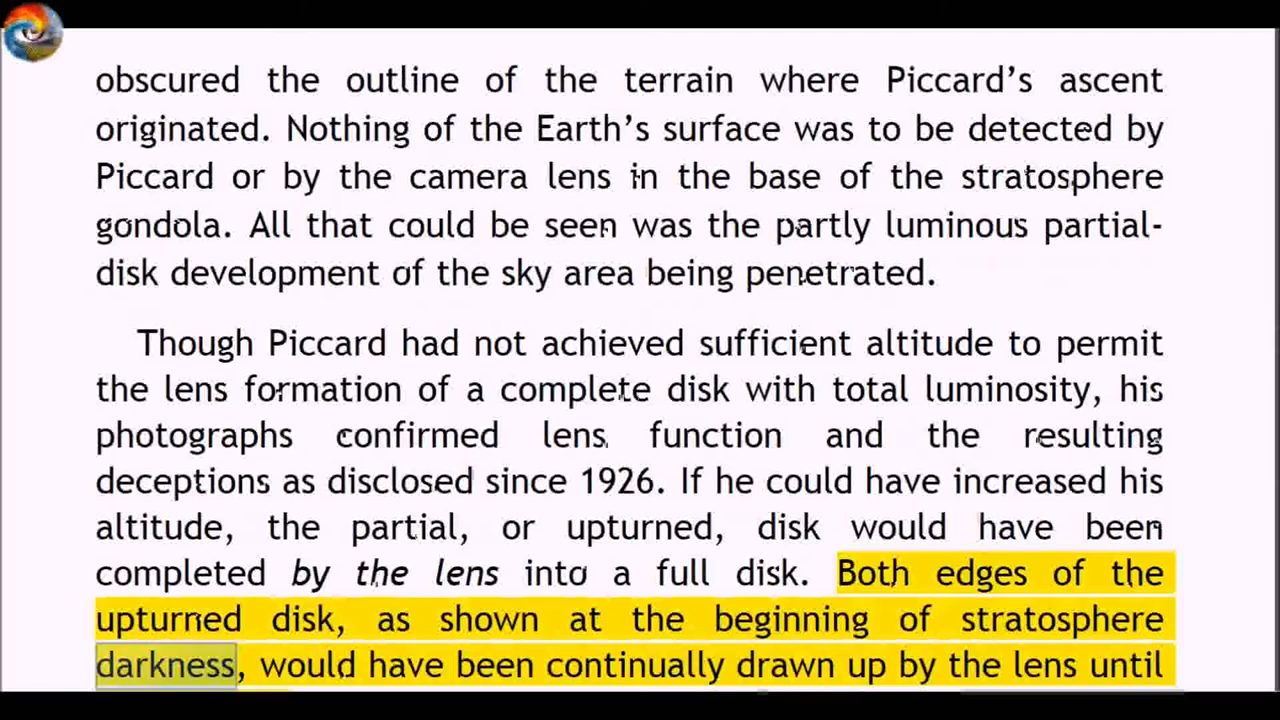 obscured the outline of the terrain where Piccard’s ascent
originated. Nothing of the Earth’s surface was to be detected by
Piccard or by the camera lens in the base of the stratosphere
gondola. All that could be seen was the partly luminous partial-
disk development of the sky area being penetrated.
Though Piccard had not achieved sufficient altitude to permit
the lens formation of a complete disk with total luminosity, his
photographs confirmed lens function and the resulting
deceptions as disclosed since 1926. If he could have increased his
altitude, the partial, or upturned, disk would have been
completed by the lens into a full disk. Both edges of the
upturned disk, as shown at the beginning of stratosphere
darkness, would have been continually drawn up by the lens until